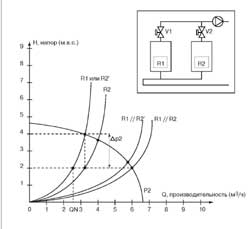 H, напор (м.в.с.)
V1
V2
R1
R2
9
8
7
6
5
4
3
2
1
R1 или R2'
R2
Δp2
R1 // R2'
R1 // R2
P2
Q, производительность (м³/s)
0
1
2
QN
3
4
5
6
7
8
9
10